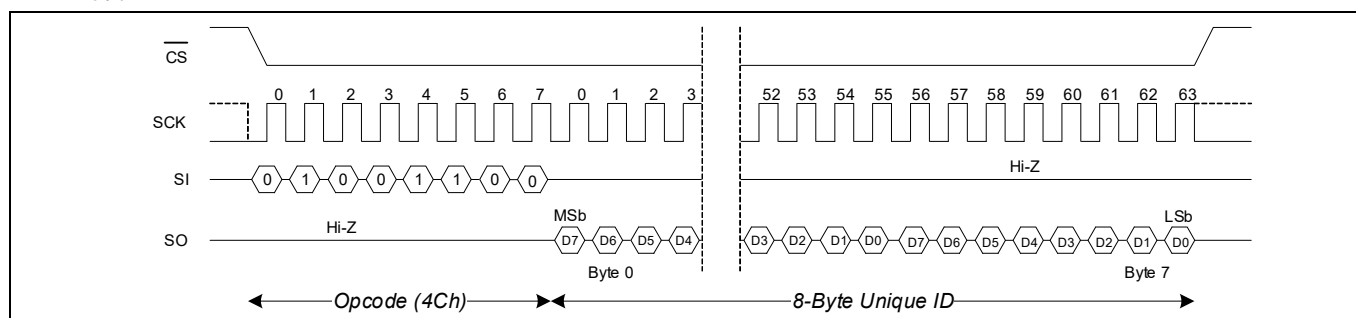 CS
0 1 2 3 4 5 6 7 0 1 2 3 52 53 54 55 56 57 58 59 60 61 62 63
SCK
Hi-Z
SI 0 1 0 0 1 1 0 0
MSb LSb
Hi-Z
SO D7 D6 D5 D4 D3 D2 D1 D0 D7 D6 D5 D4 D3 D2 D1 D0
Byte 0 Byte 7
Opcode (4Ch) 8-Byte Unique ID